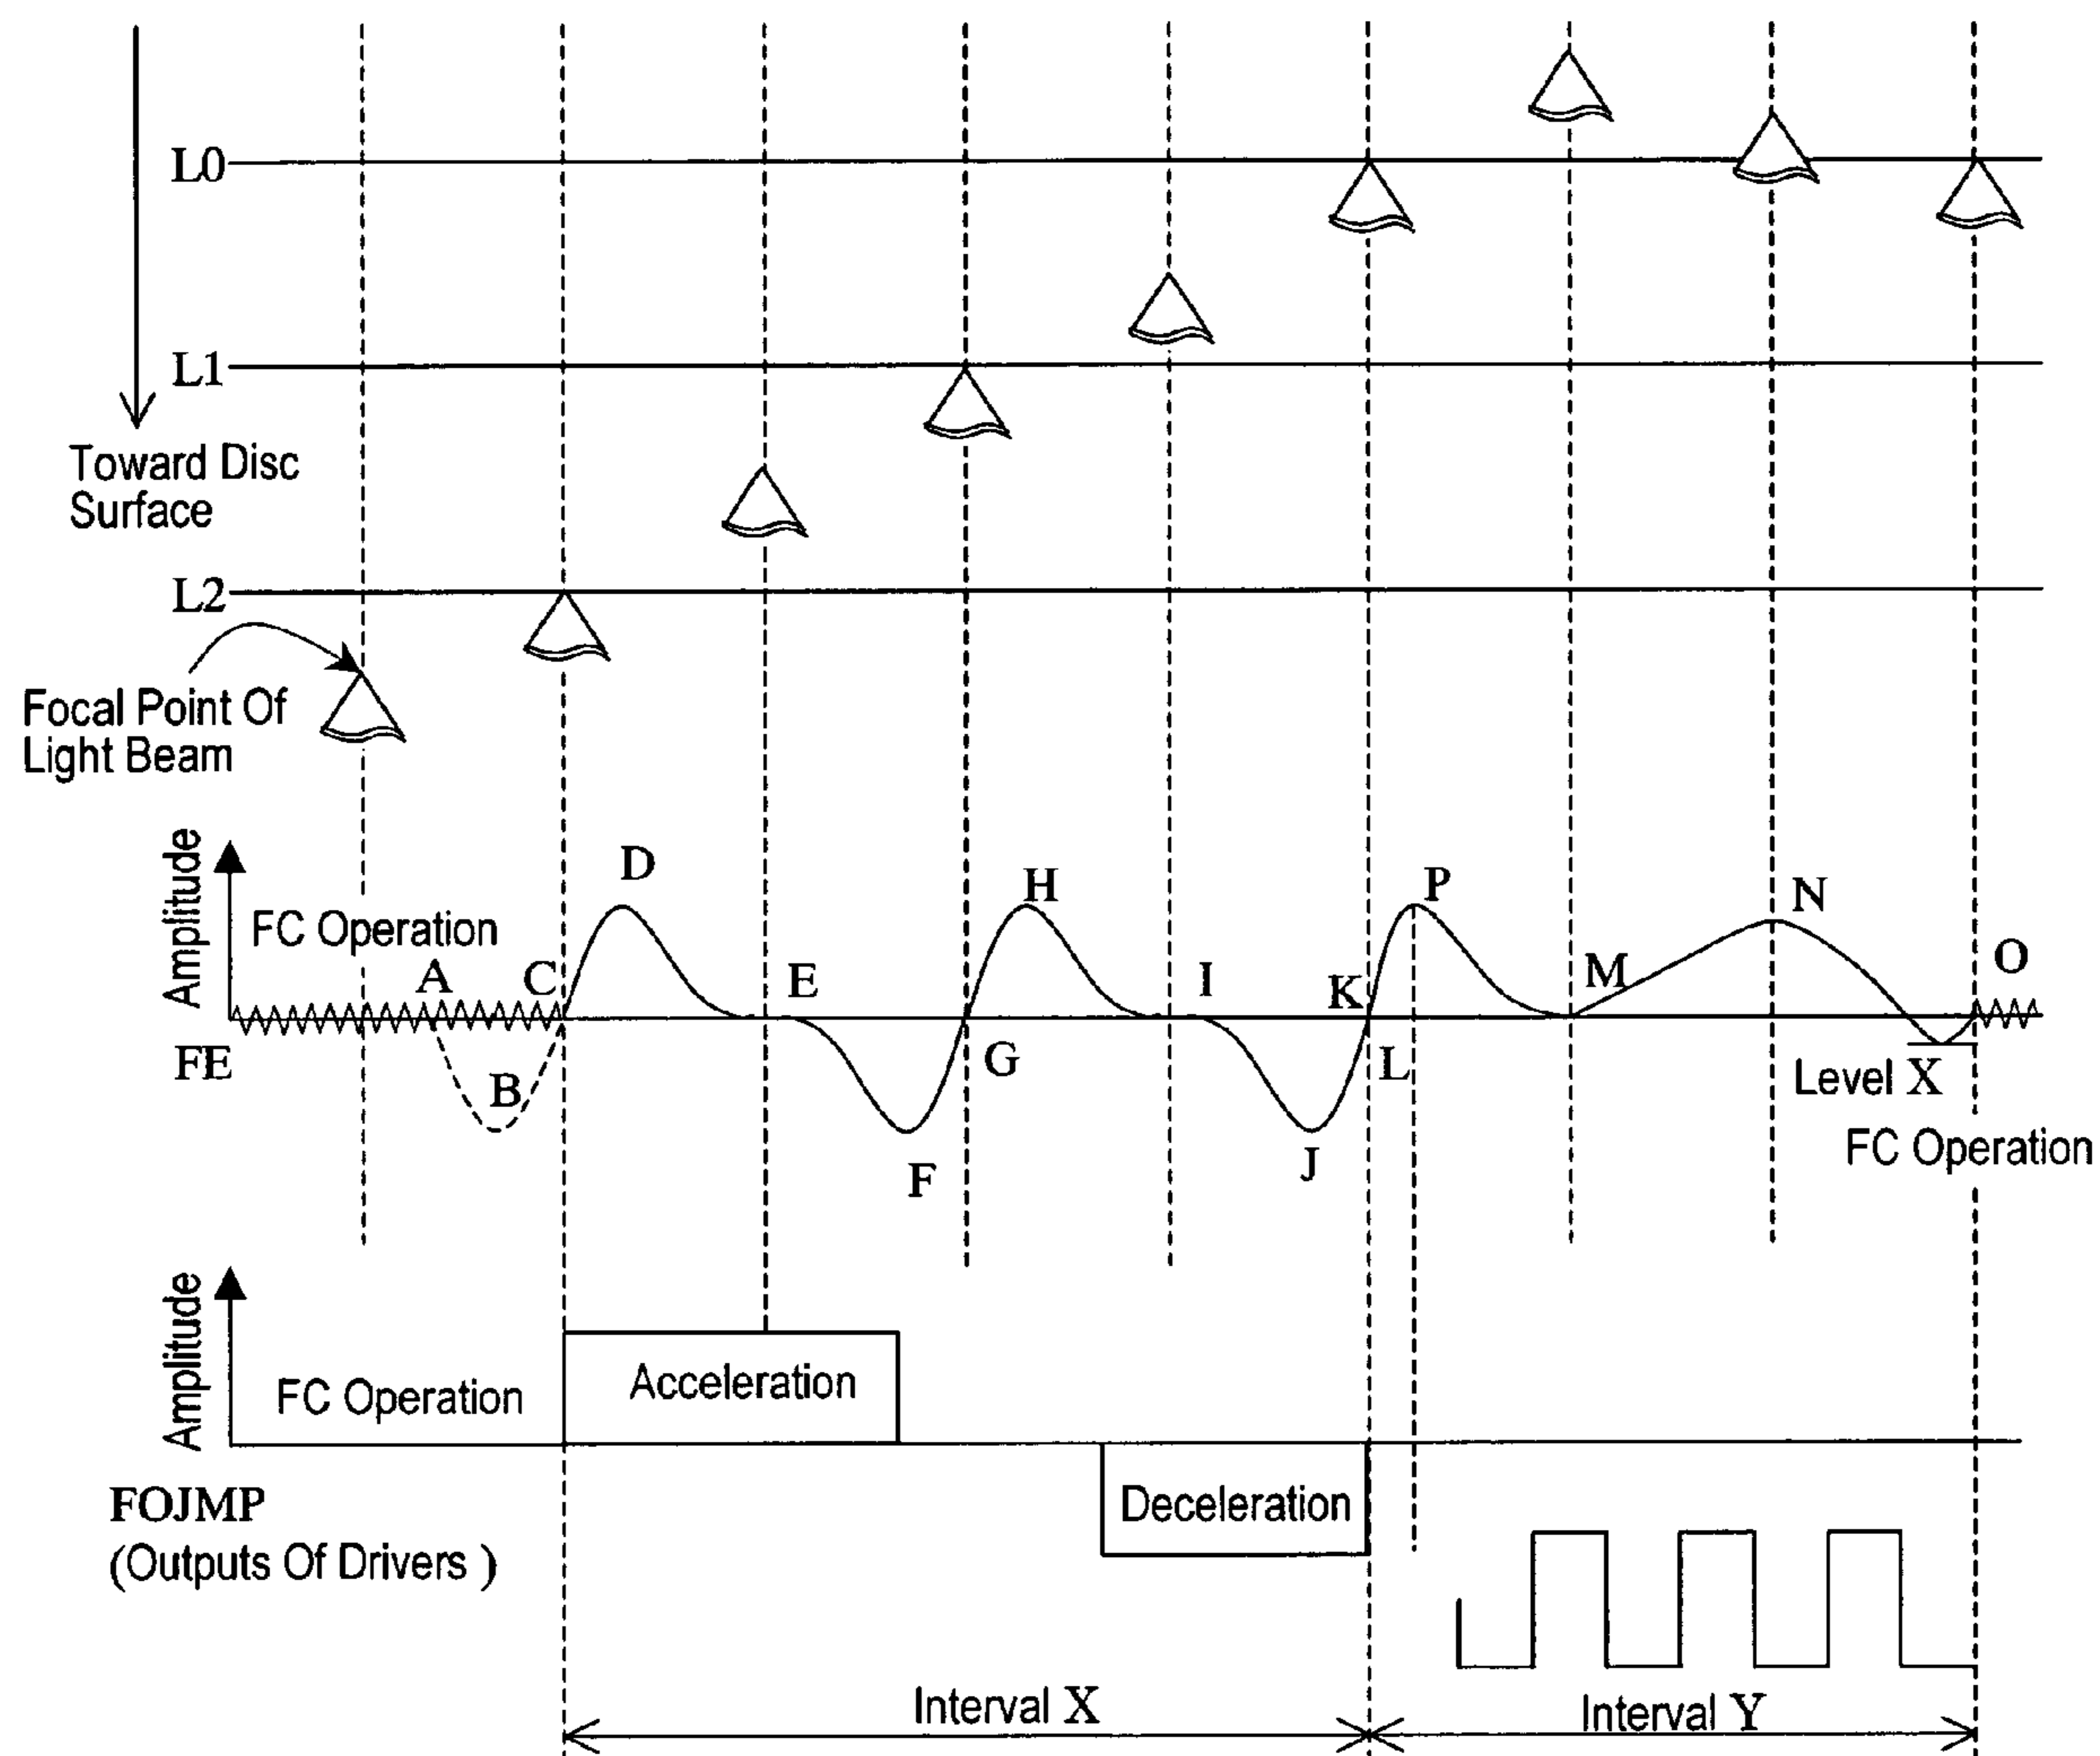 L0
L1
Toward Disc
Surface
L2
Focal Point Of
Light Beam
Amplitude
FC Operation
A
B
C
D
E
F
G
H
I
J
K
L
P
M
N
O
FE
Level X
FC Operation
Amplitude
FC Operation
Acceleration
Deceleration
FOJMP
(Outputs Of Drivers )
Interval X
Interval Y